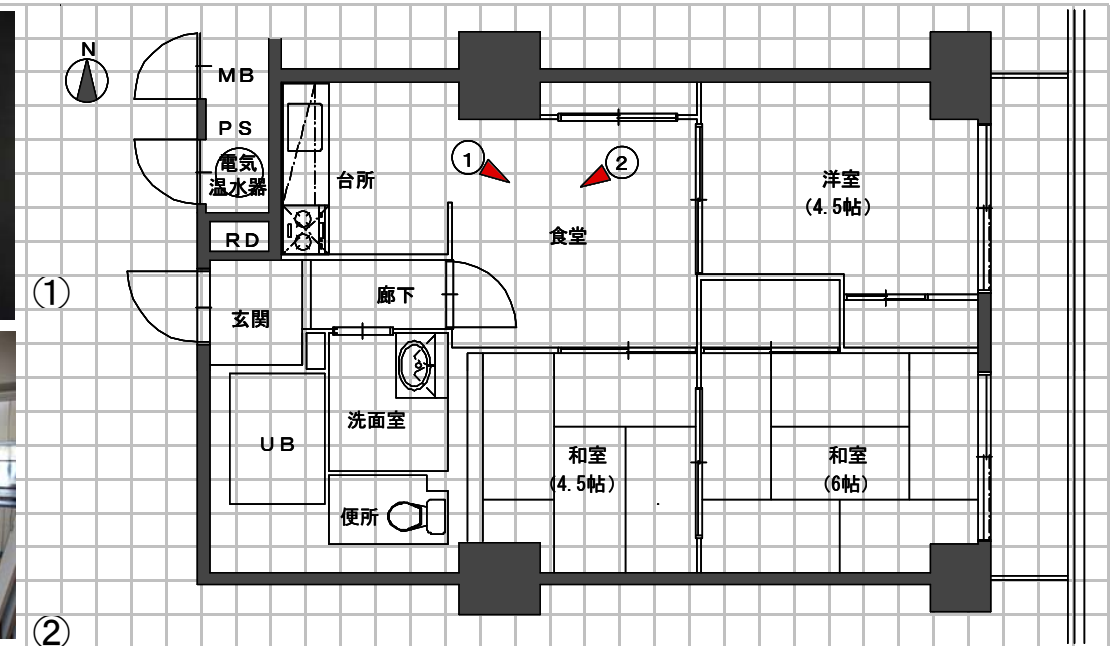 N
MB
PS
電気
温水器
RD
台所
①
②
食堂
洋室
(4.5帖)
①
廊下
玄関
洗面室
UB
和室
(4.5帖)
和室
(6帖)
便所
②